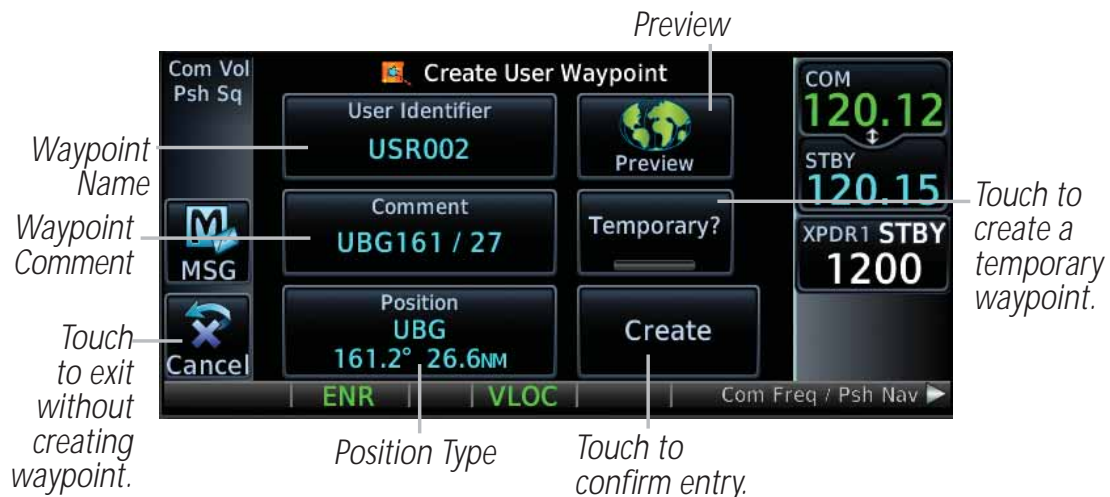 Preview
Com Vol
Psh Sq
Create User Waypoint
User Identifier
USR002
Preview
COM
120.12
STBY
120.15
Waypoint
Name
Comment
UBG161 / 27
Temporary?
Touch to
create a
temporary
waypoint.
Waypoint
Comment
MSG
XPDR1 STBY
1200
Position
UBG
161.2° 26.6NM
Create
Touch
to exit
without
creating
waypoint.
Cancel
ENR
VLOC
Com Freq / Psh Nav
Position Type
Touch to
confirm entry.